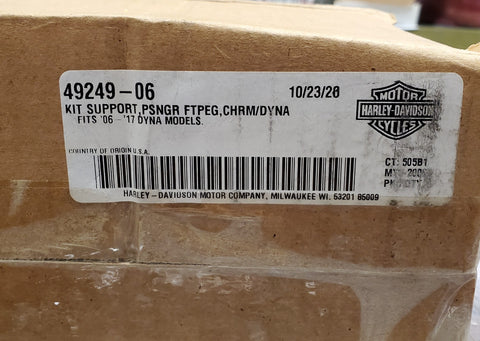 49249-06 10/23/20
KIT SUPPORT,PSNGR FTPEG,CHRM/DYNA
FITS '06 - '17 DYNA MODELS.
MOTOR
HARLEY-DAVIDSON
CYCLES
COUNTRY OF ORIGIN U.S.A.
CT: 505B1
HARLEY-DAVIDSON MOTOR COMPANY, MILWAUKEE WI. 53201 85009